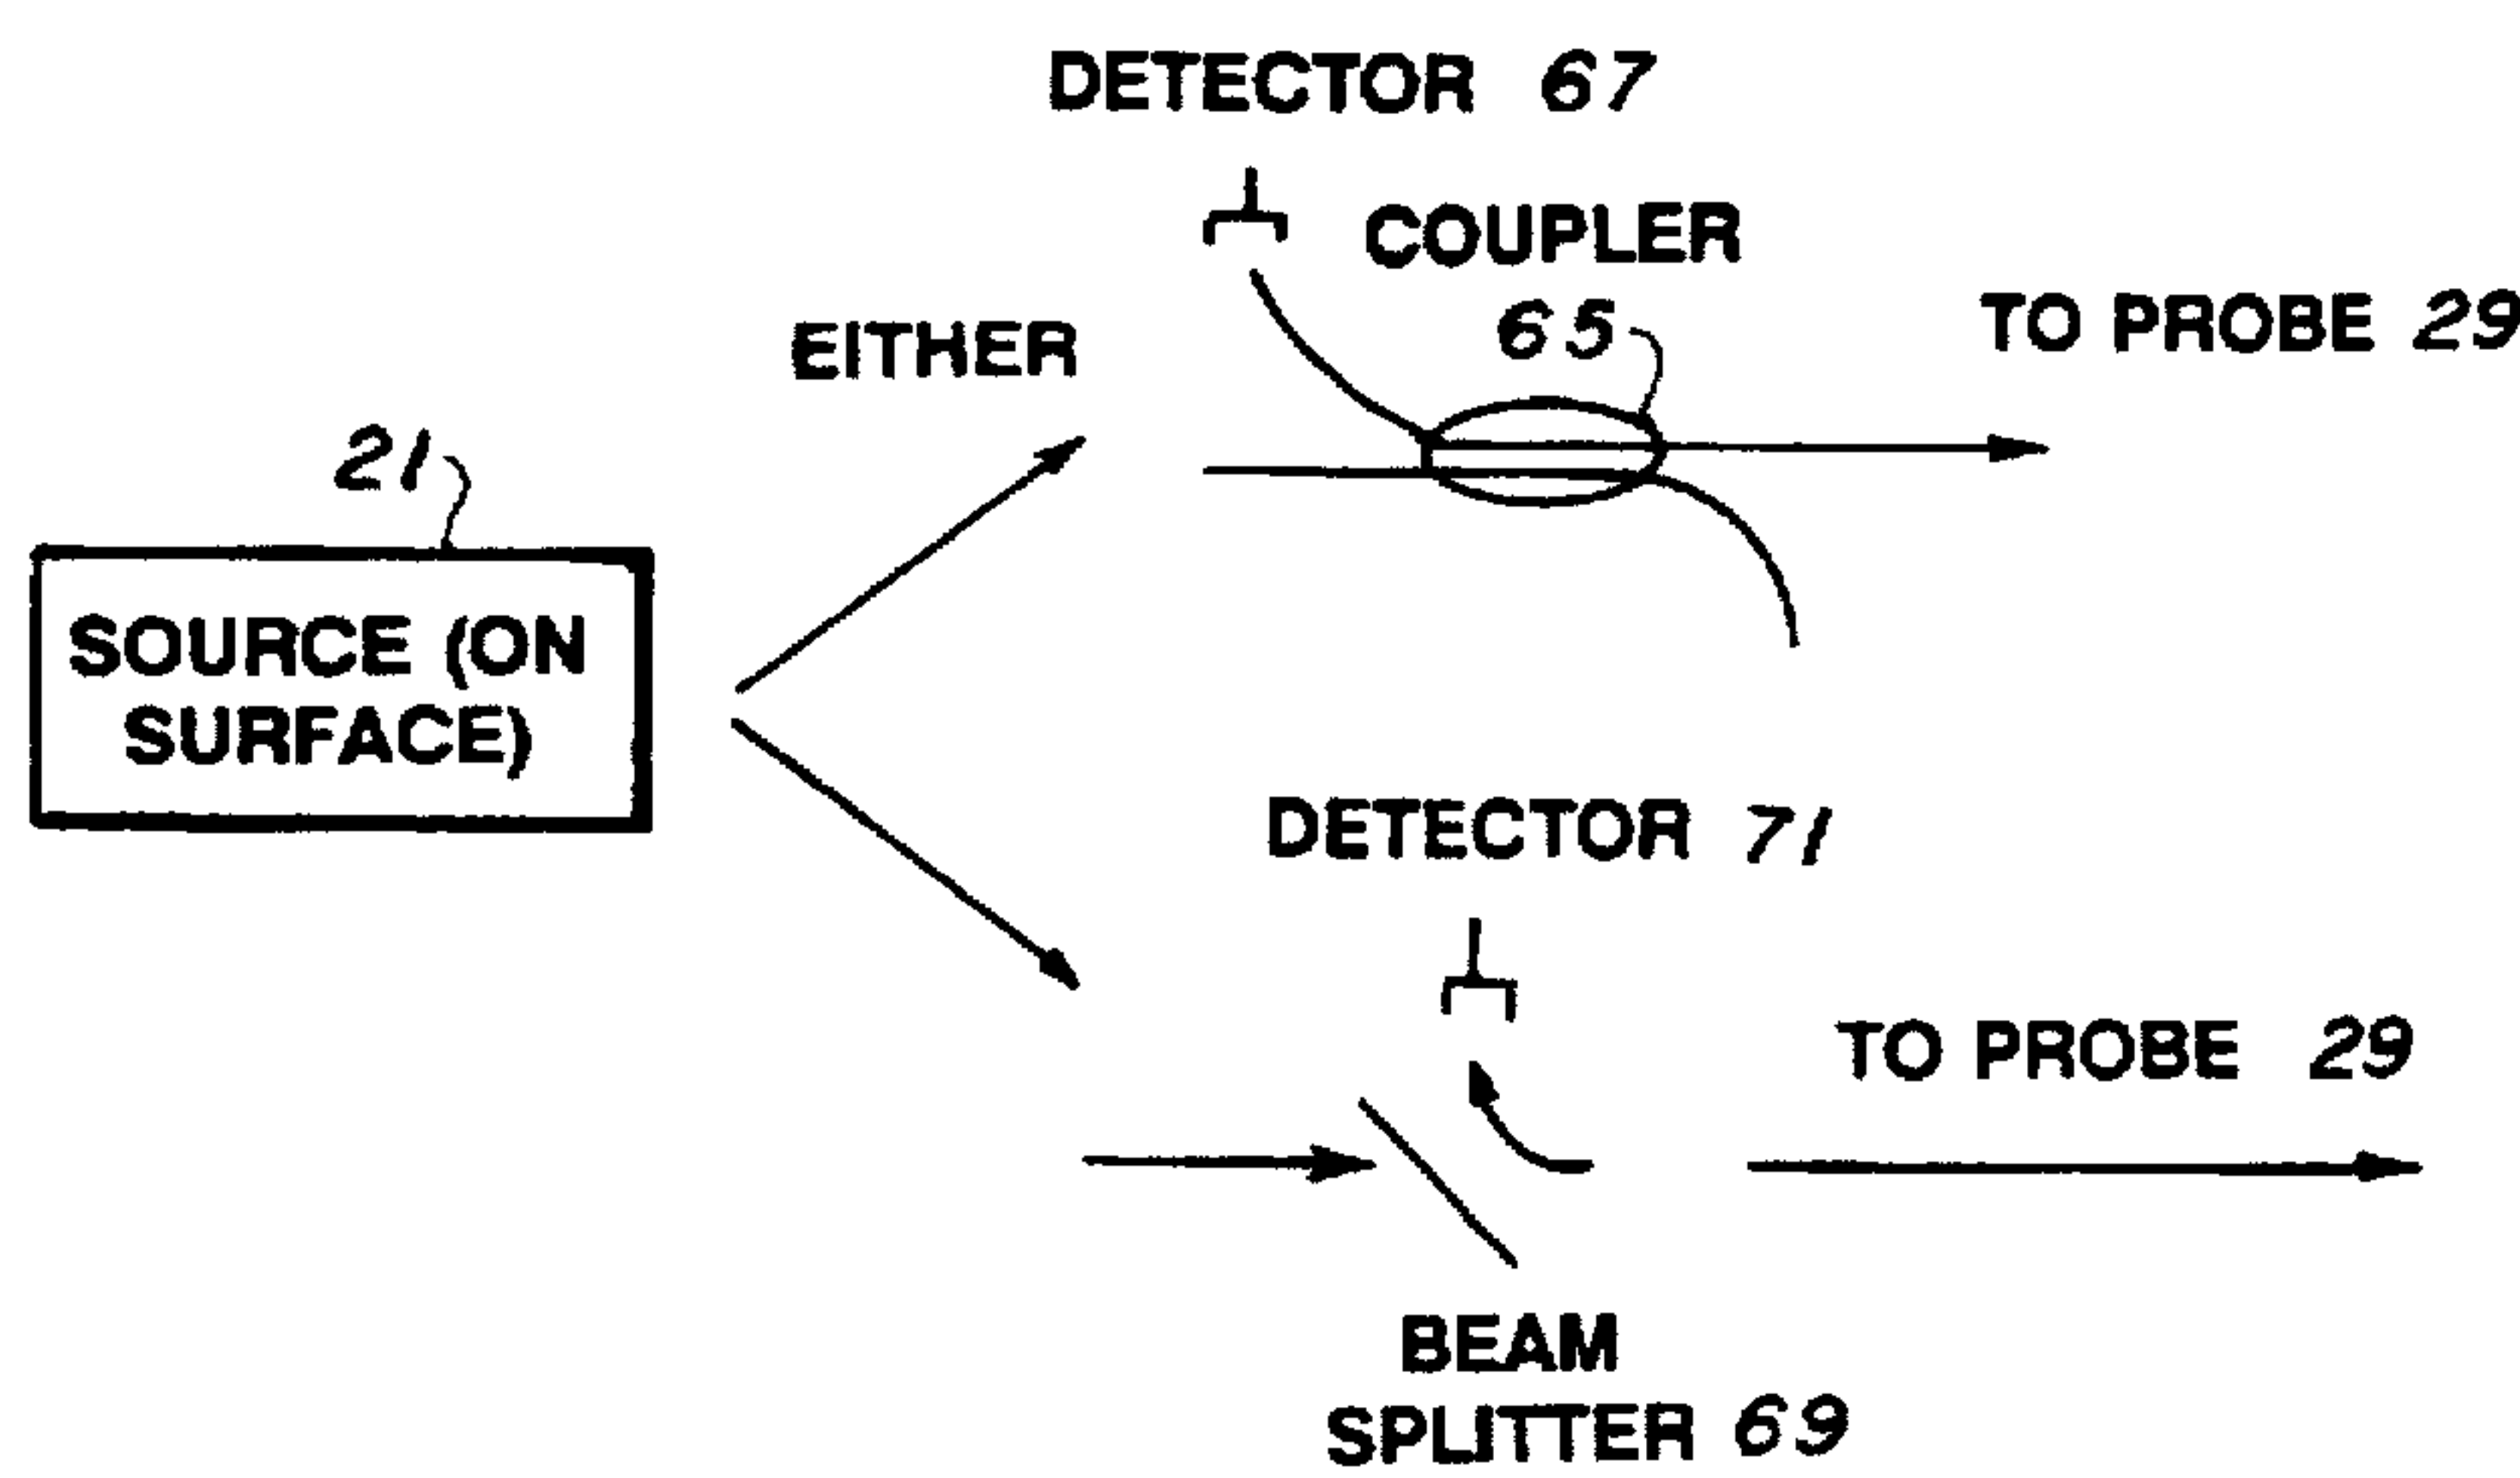 DETECTOR 67
COUPLER
65
EITHER
TO PROBE 29
21
SOURCE (ON
SURFACE)
DETECTOR 71
TO PROBE 29
BEAM
SPLITTER 69